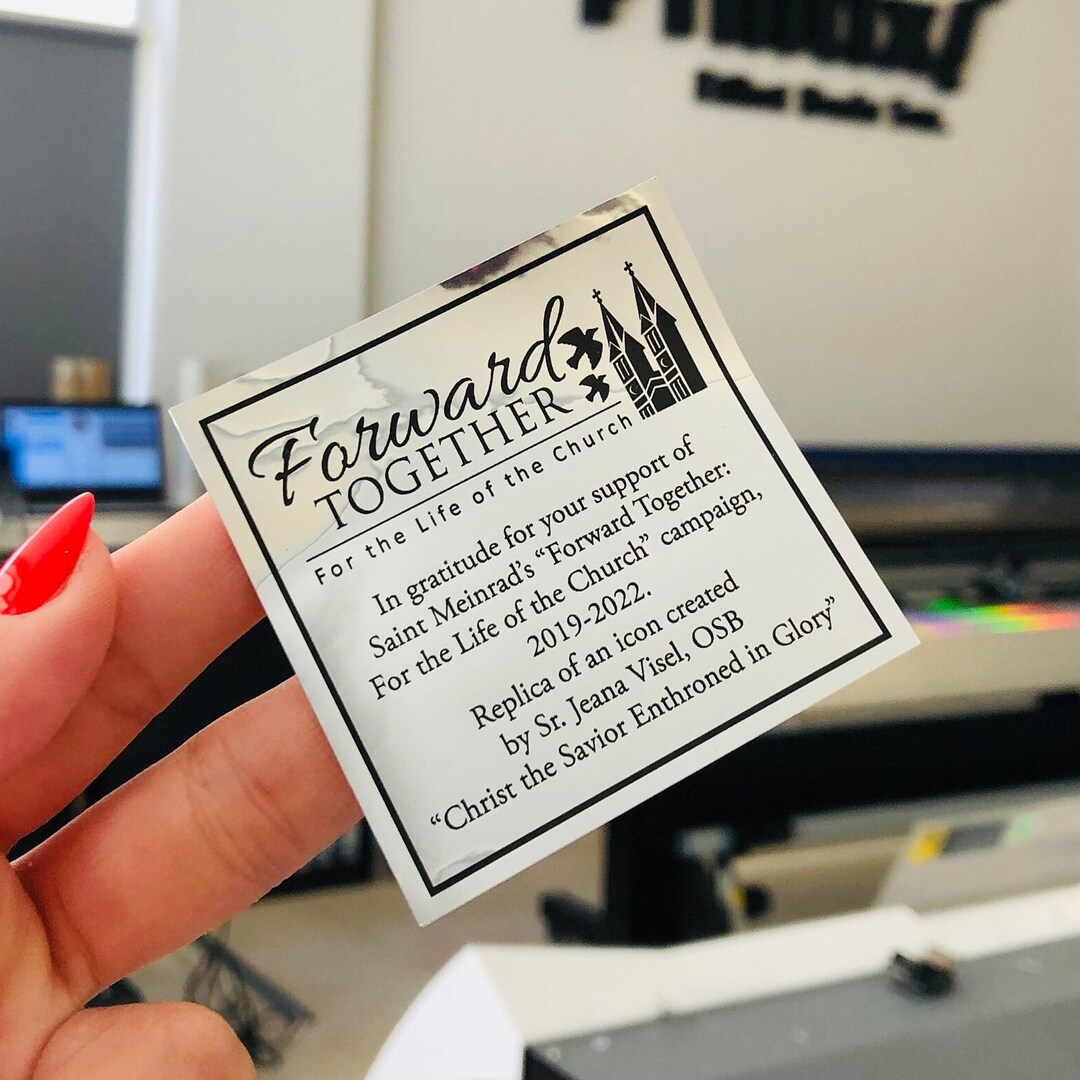 Forward
TOGETHER
For the Life of the Church
In gratitude for your support of
Saint Meinrad's “Forward Together:
For the Life of the Church” campaign,
2019-2022.
Replica of an icon created
by Sr. Jeana Visel, OSB
“Christ the Savior Enthroned in Glory”